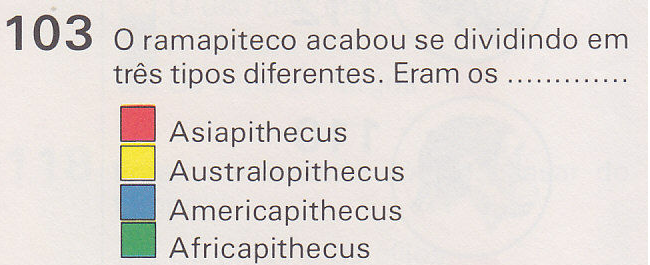 103 O ramapiteco acabou se dividindo em
três tipos diferentes. Eram os .............
Asiapithecus
Australopithecus
Americapithecus
Africapithecus